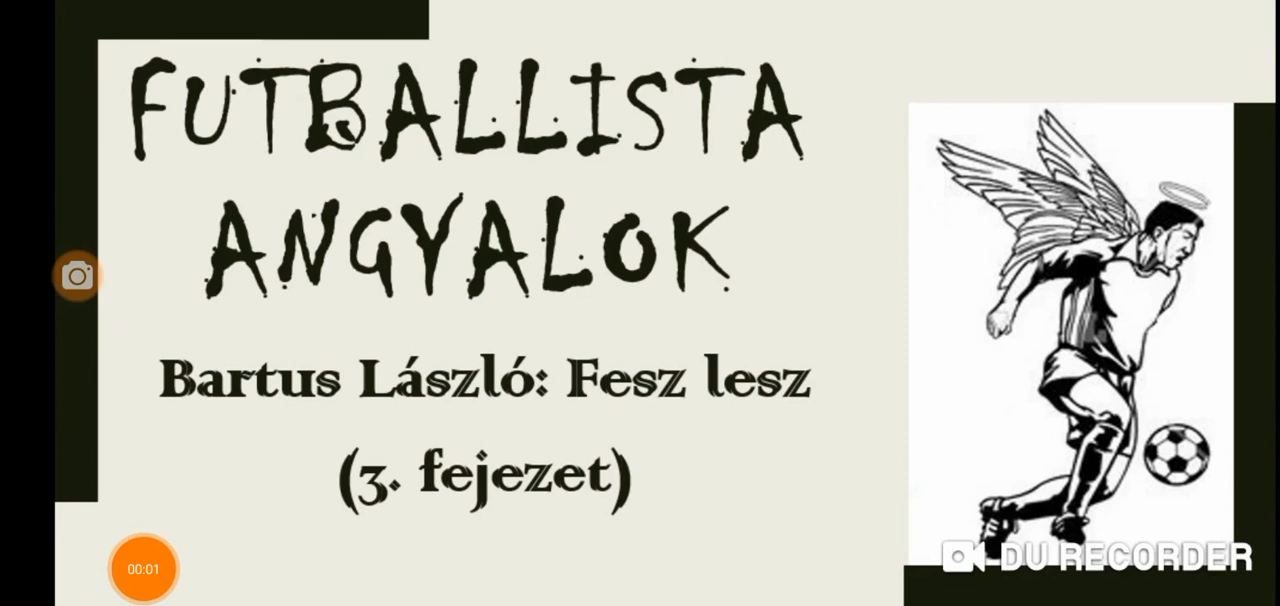 FUTBALLISTA
ANGYALOK
Bartus László: Fesz lesz
(3. fejezet)
00:01
DU RECORDER